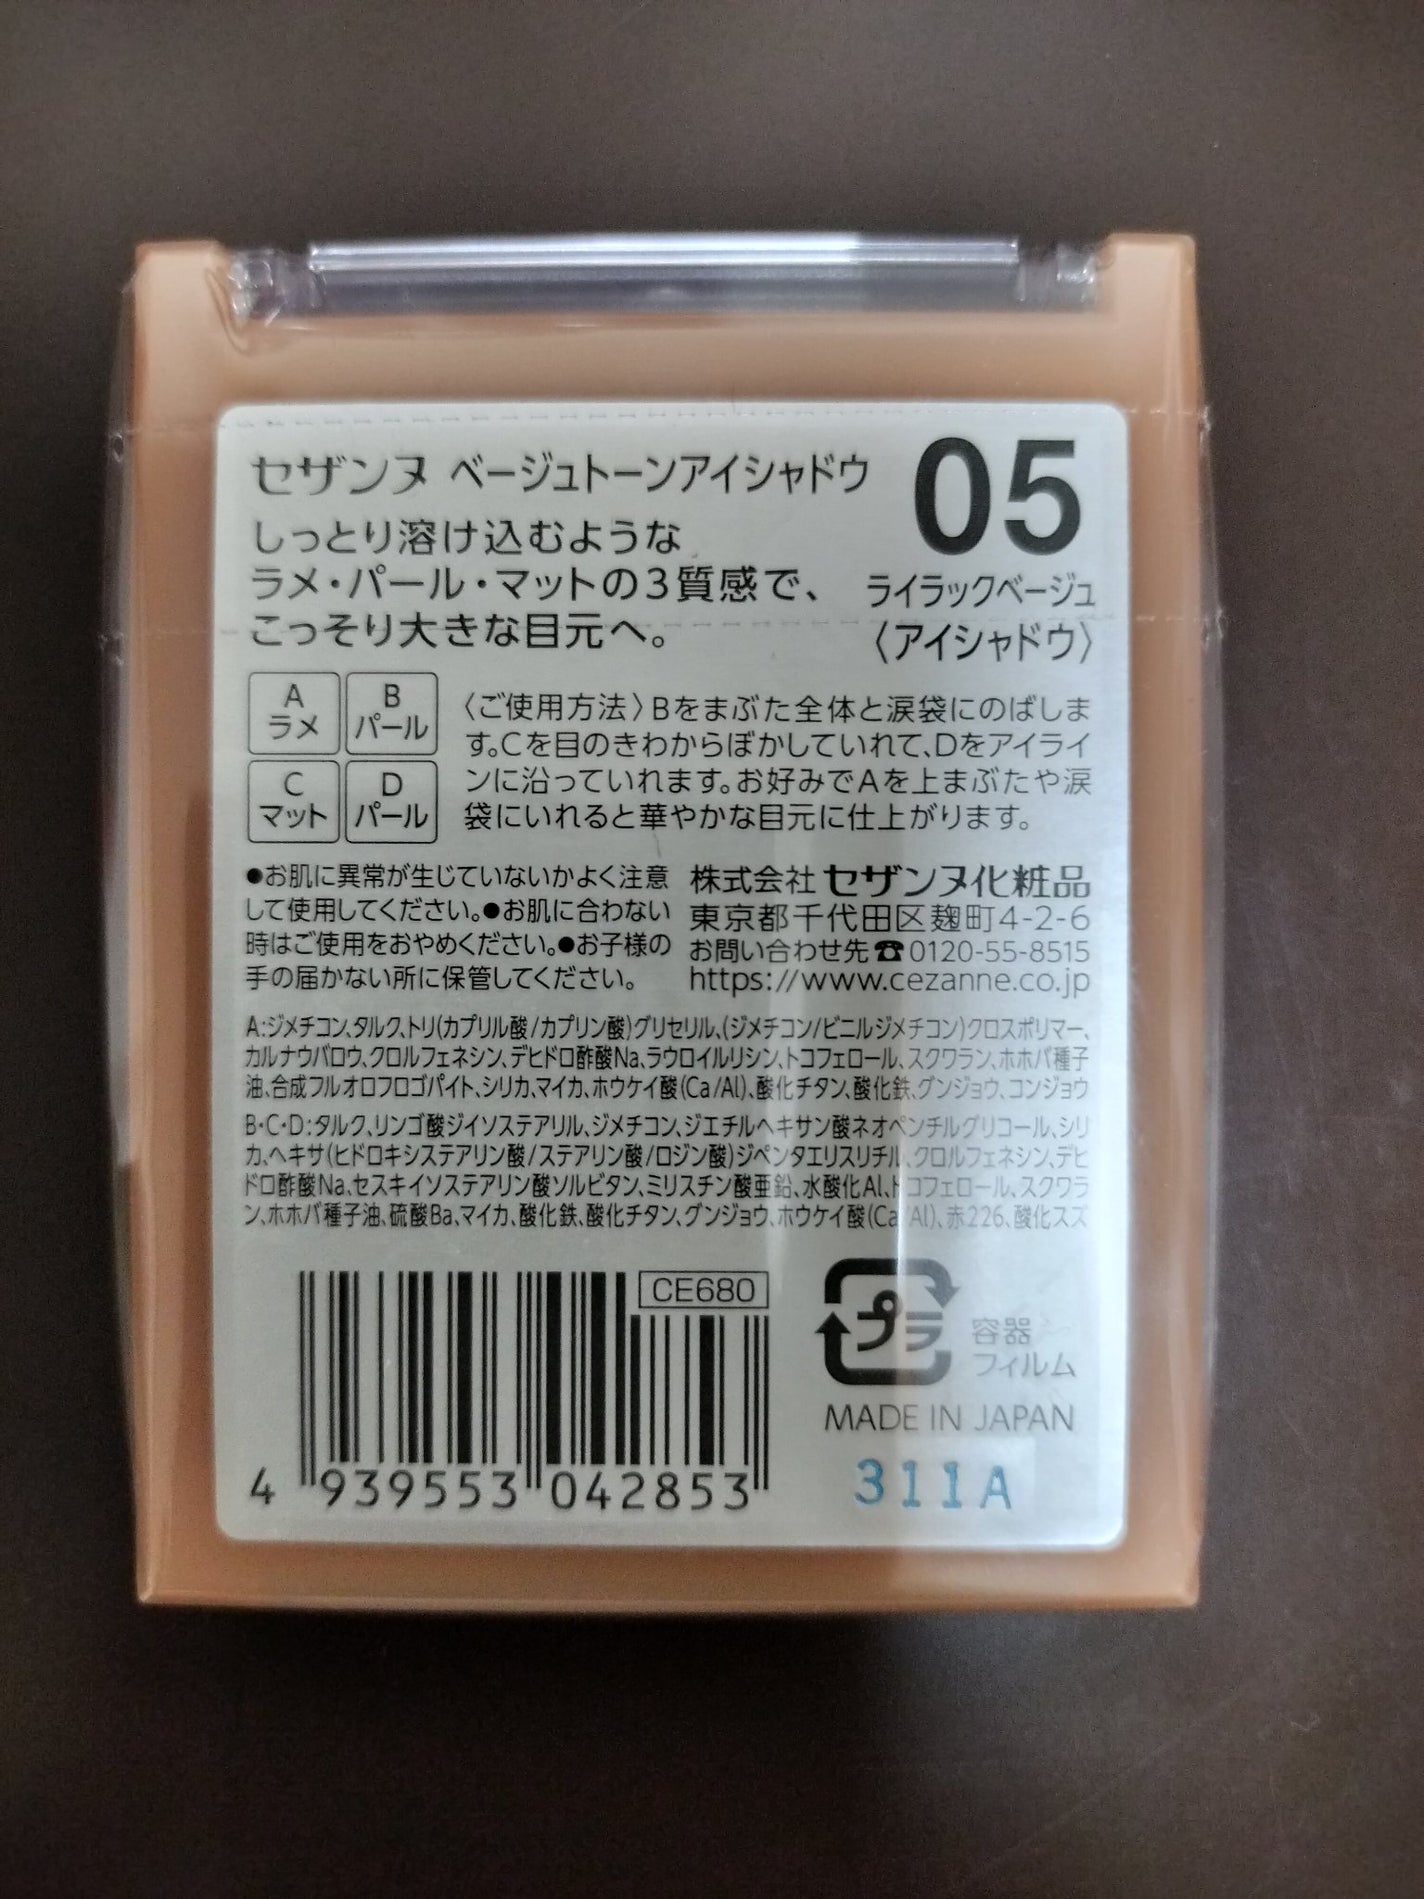 セザンヌ ベージュトーンアイシャドウ
05
ライラックベージュ
〈アイシャドウ〉
しっとり溶け込むような
ラメ・パール・マットの3質感で、
こっそり大きな目元へ。
A
ラメ
B
パール
C
マット
D
パール
〈ご使用方法〉Bをまぶた全体と涙袋にのばしま
す。Cを目のきわからぼかしていれて、Dをアイライ
ンに沿っていれます。お好みでAを上まぶたや涙
袋にいれると華やかな目元に仕上がります。
●お肌に異常が生じていないかよく注意
して使用してください。●お肌に合わない
時はご使用をおやめください。●お子様の
手の届かない所に保管してください。
株式会社 セザンヌ化粧品
東京都千代田区麹町4-2-6
お問い合わせ先☎0120-55-8515
https://www.cezanne.co.jp
A:ジメチコン、タルク、トリ(カプリル酸/カプリン酸)グリセリル、(ジメチコン/ビニルジメチコン)クロスポリマー、
カルナウバロウ、クロルフェネシン、デヒドロ酢酸Na、ラウロイルリシン、トコフェロール、スクワラン、ホホバ種子
油、合成フルオロフロゴパイト、シリカ、マイカ、ホウケイ酸(Ca/Al)、酸化チタン、酸化鉄、グンジョウ、コンジョウ
B・C・D:タルク、リンゴ酸ジイソステアリル、ジメチコン、ジエチルヘキサン酸ネオペンチルグリコール、シリ
カ、ヘキサ(ヒドロキシステアリン酸/ステアリン酸/ロジン酸)ジペンタエリスリチル、クロルフェネシン、デヒ
ドロ酢酸Na、セスキイソステアリン酸ソルビタン、ミリスチン酸亜鉛、水酸化Al、トコフェロール、スクワラ
ン、ホホバ種子油、硫酸Ba、マイカ、酸化鉄、酸化チタン、グンジョウ、ホウケイ酸(Ca/Al)、赤226、酸化スズ
CE680
4 939553 042853
プラ
容器
フィルム
MADE IN JAPAN
311A